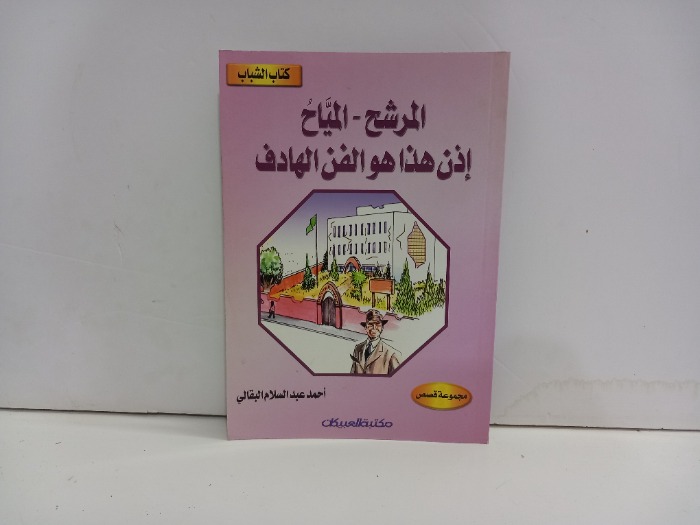 كتاب الشباب
المرشح - الميَّاحُ
إذن هذا هو الفن الهادف
مجموعة قصص
أحمد عبد السلام البقالي
مكتبة العبيكان